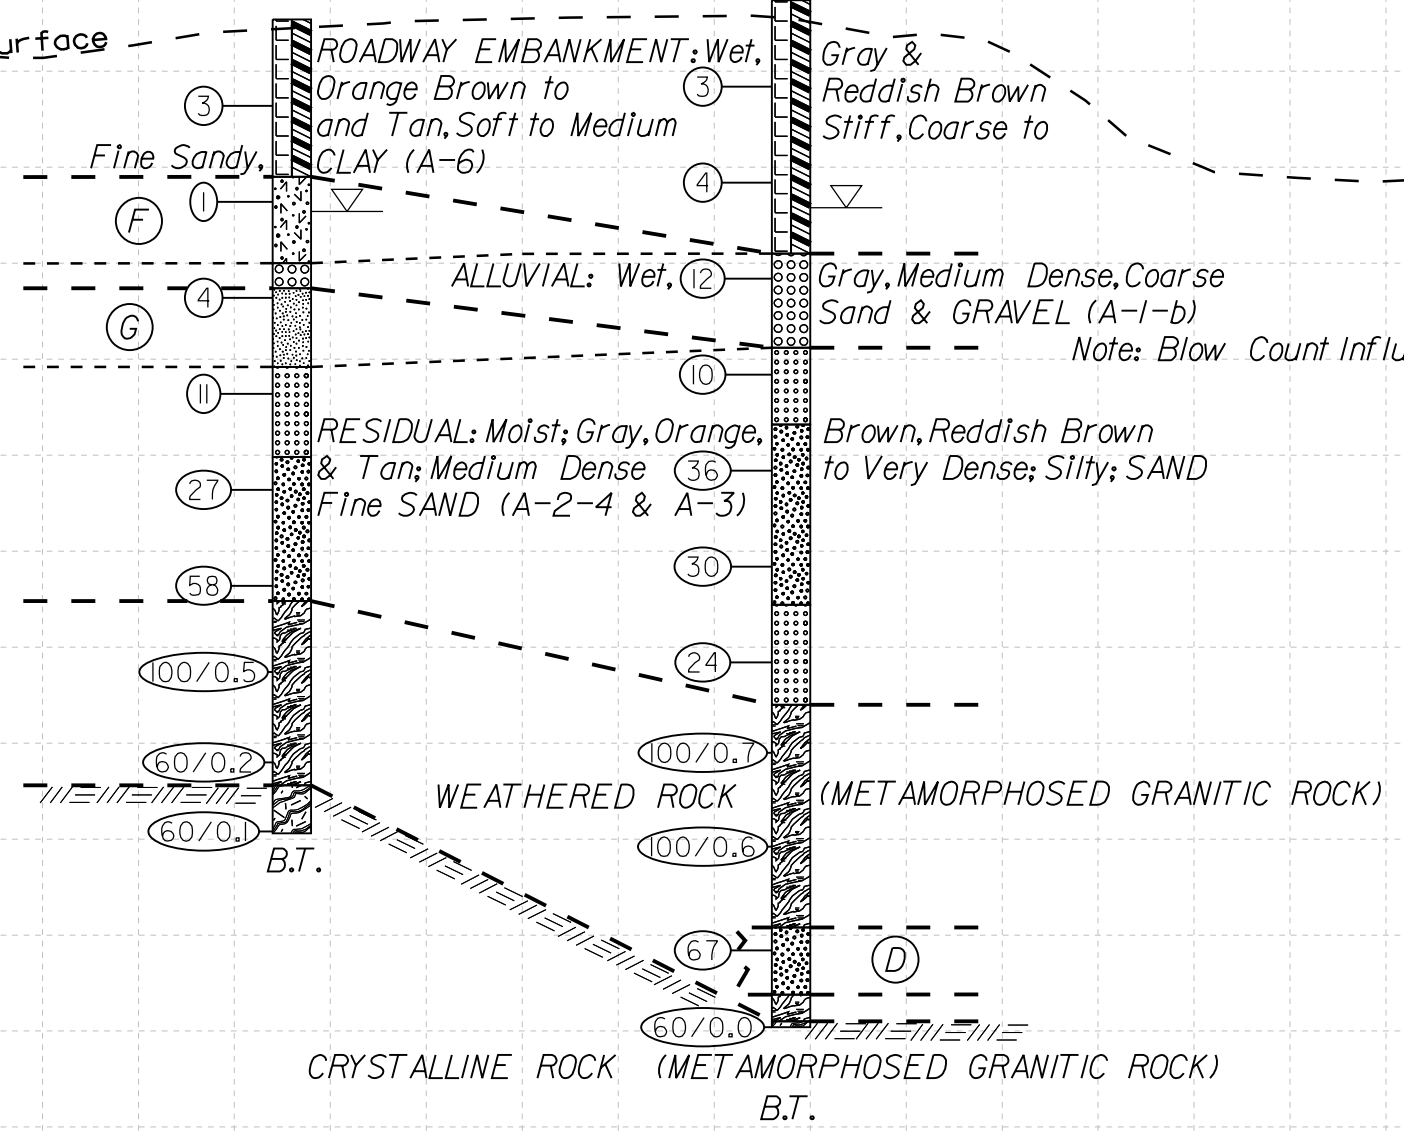 urface
ROADWAY EMBANKMENT: Wet, Gray &
3 Orange Brown to 3 Reddish Brown
and Tan, Soft to Medium Stiff, Coarse to
Fine Sandy, CLAY (A-6)
4
1
F
ALLUVIAL: Wet, 12 Gray, Medium Dense, Coarse
4
Sand & GRAVEL (A-1-b)
G
Note: Blow Count Influ
10
11
RESIDUAL: Moist; Gray, Orange, Brown, Reddish Brown
& Tan; Medium Dense 36 to Very Dense; Silty; SAND
27
Fine SAND (A-2-4 & A-3)
30
58
24
100/0.5
100/0.7
60/0.2
WEATHERED ROCK (METAMORPHOSED GRANITIC ROCK)
60/0.1
100/0.6
B.T.
67
D
60/0.0
CRYSTALLINE ROCK (METAMORPHOSED GRANITIC ROCK)
B.T.